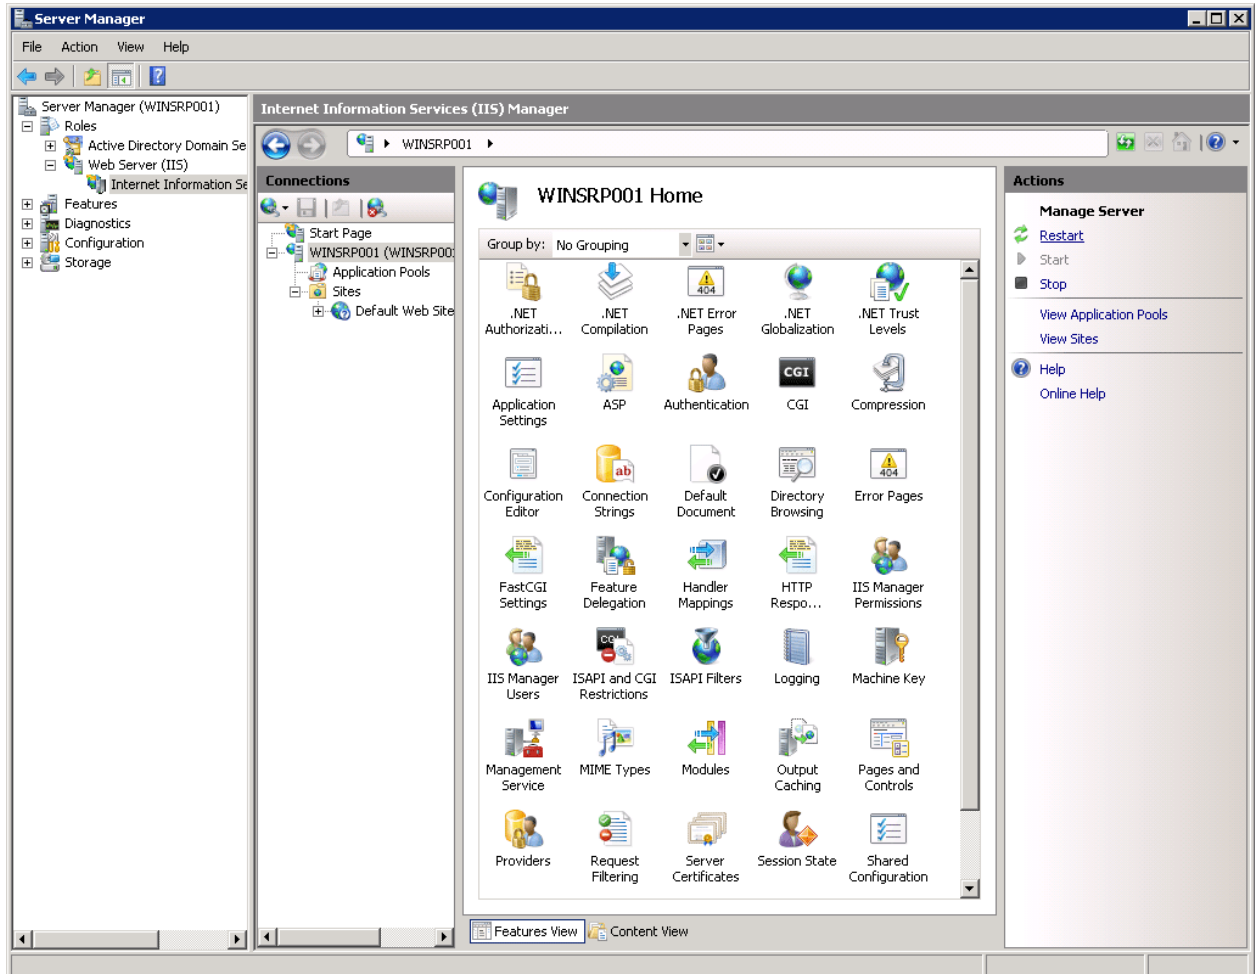 Server Manager
File Action View Help
Server Manager (WINSRP001)
Roles
Active Directory Domain Se
Web Server (IIS)
Internet Information Se
Features
Diagnostics
Configuration
Storage
Internet Information Services (IIS) Manager
WINSRP001
Connections
Start Page
WINSRP001 (WINSRP00
Application Pools
Sites
Default Web Site
WINSRP001 Home
Group by: No Grouping
.NET Authorizati...
.NET Compilation
.NET Error Pages
.NET Globalization
.NET Trust Levels
Application Settings
ASP
Authentication
CGI
CGI
Compression
Configuration Editor
ab
Connection Strings
Default Document
Directory Browsing
404
Error Pages
FastCGI Settings
Feature Delegation
Handler Mappings
HTTP Respo...
IIS Manager Permissions
IIS Manager Users
ISAPI and CGI Restrictions
ISAPI Filters
Logging
Machine Key
Management Service
MIME Types
Modules
Output Caching
Pages and Controls
Providers
Request Filtering
Server Certificates
Session State
Shared Configuration
Features View
Content View
Actions
Manage Server
Restart
Start
Stop
View Application Pools
View Sites
Help
Online Help